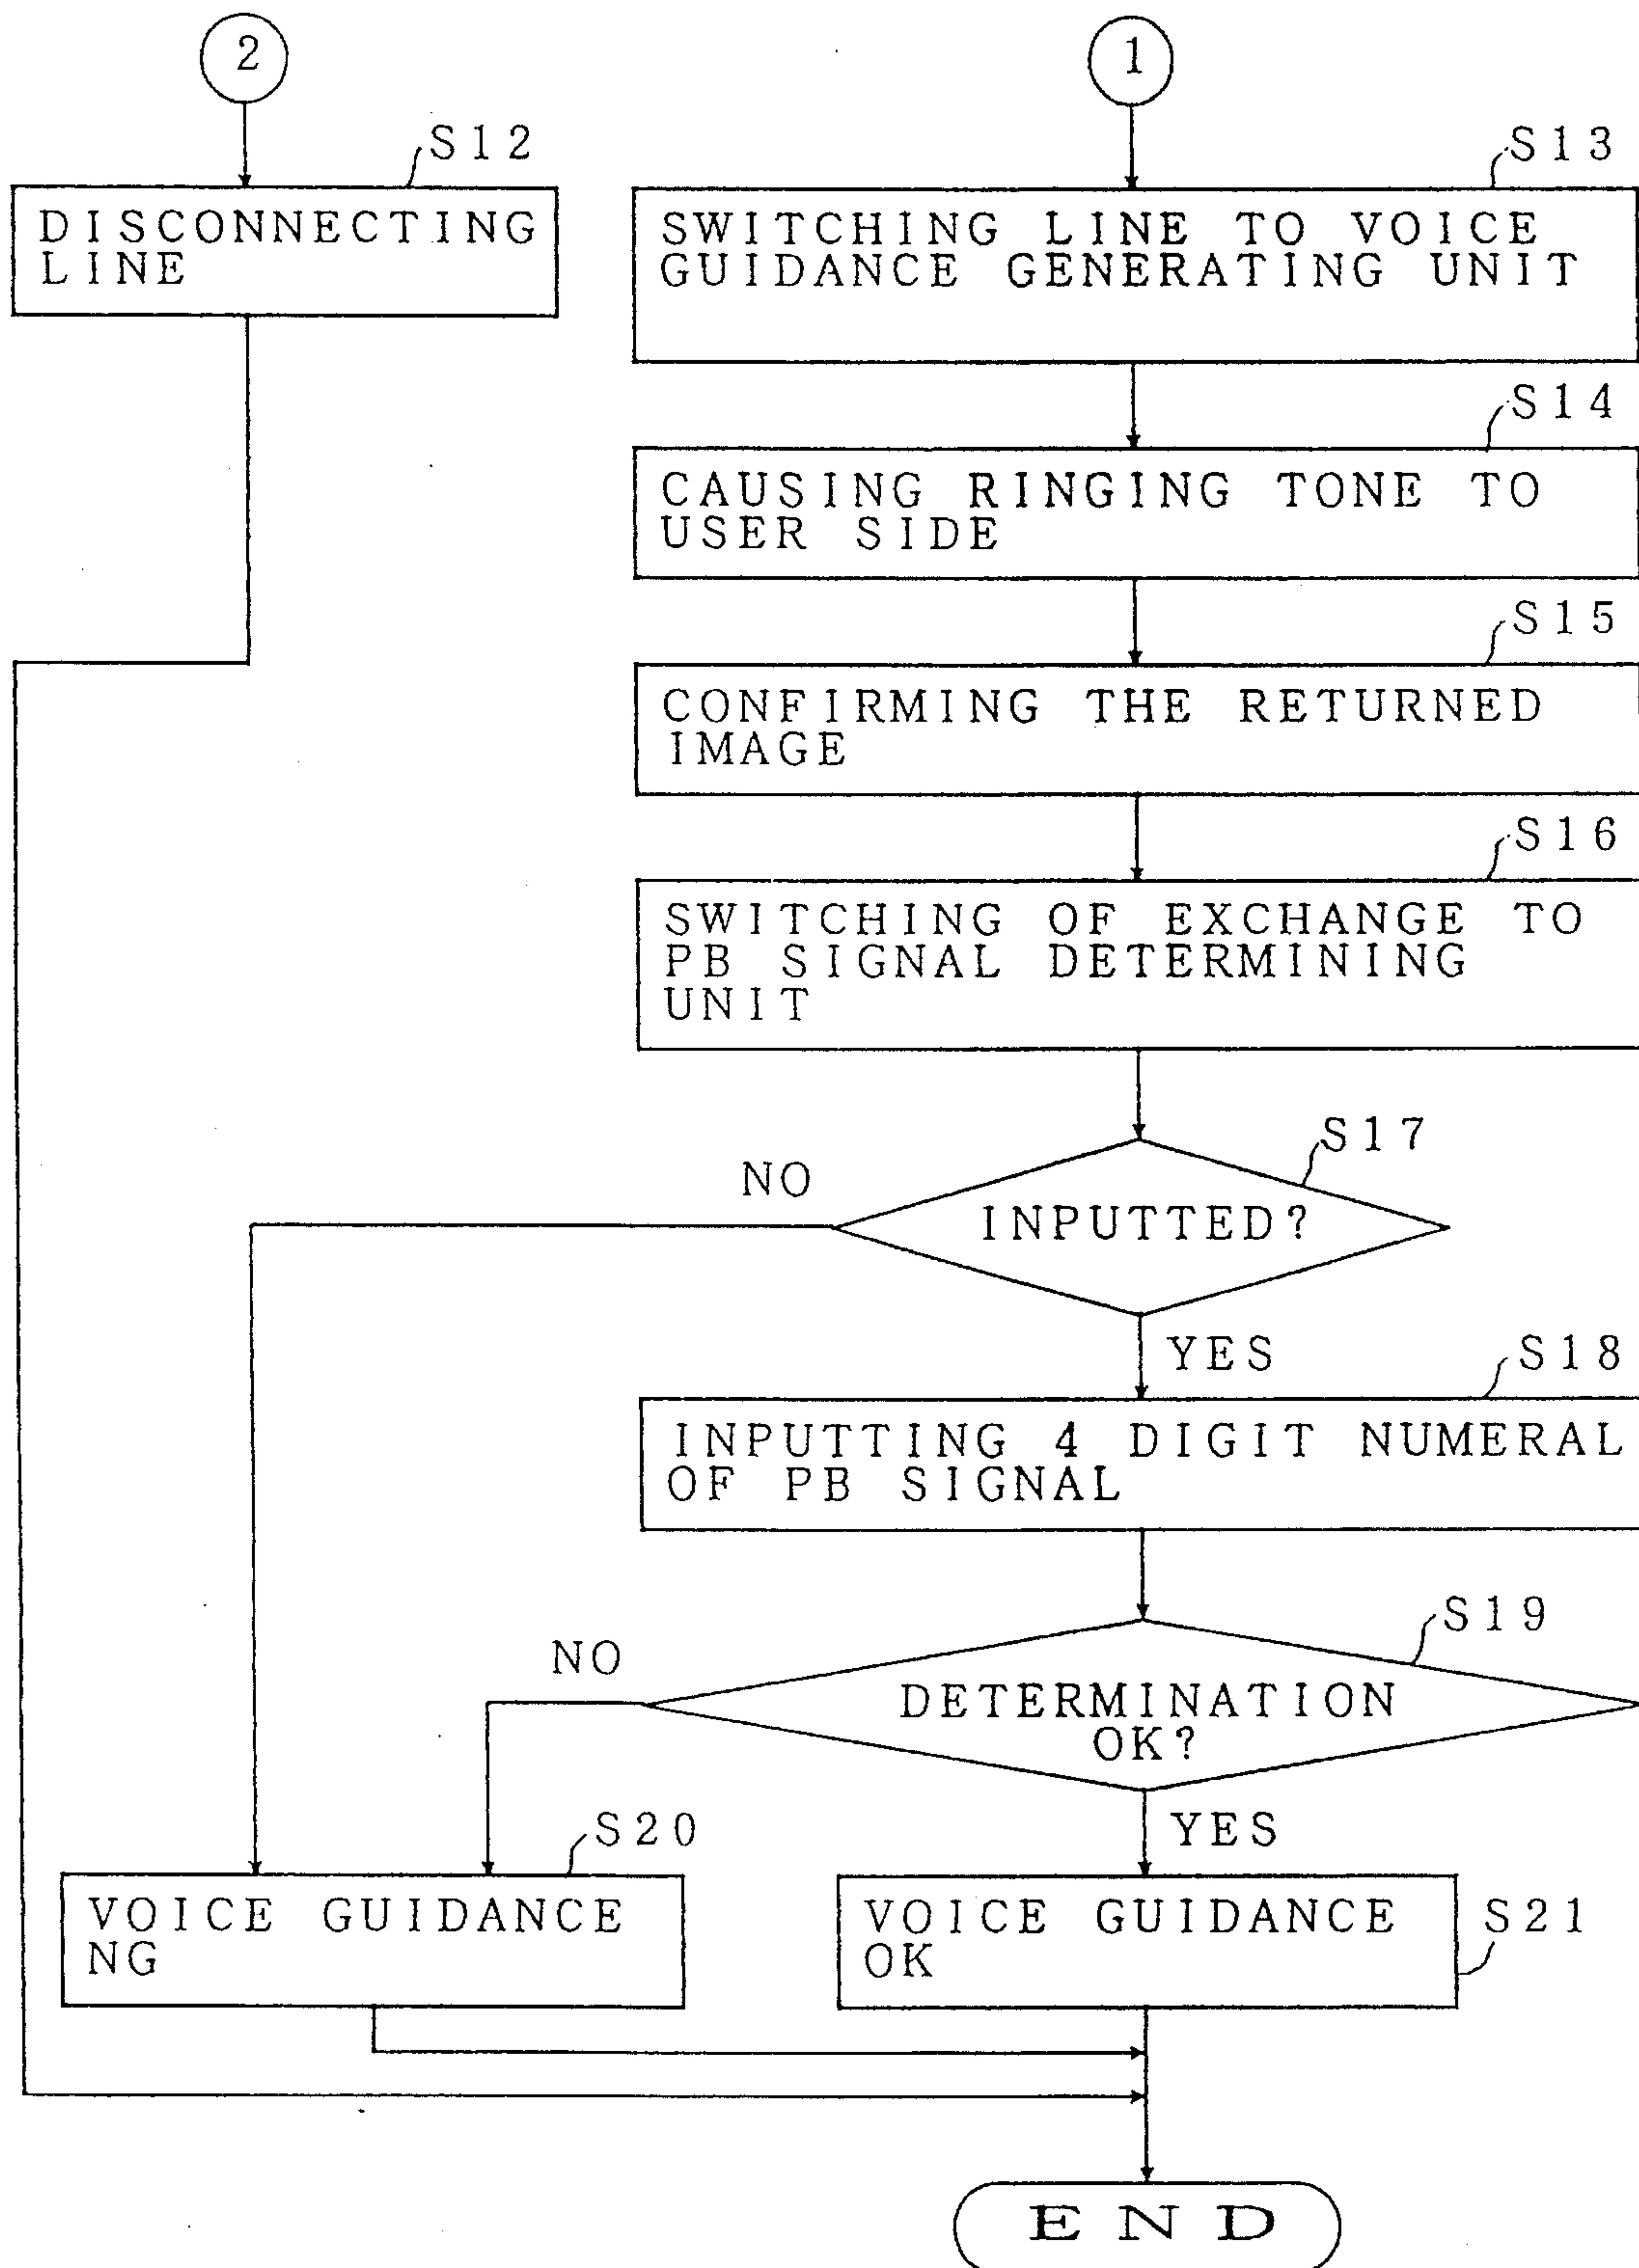 2
1
S12
DISCONNECTING
LINE
S13
SWITCHING LINE TO VOICE
GUIDANCE GENERATING UNIT
S14
CAUSING RINGING TONE TO
USER SIDE
S15
CONFIRMING THE RETURNED
IMAGE
S16
SWITCHING OF EXCHANGE TO
PB SIGNAL DETERMINING
UNIT
S17
NO
INPUTTED?
YES
S18
INPUTTING 4 DIGIT NUMERAL
OF PB SIGNAL
S19
NO
DETERMINATION
OK?
YES
S20
VOICE GUIDANCE
NG
VOICE GUIDANCE
OK
S21
END